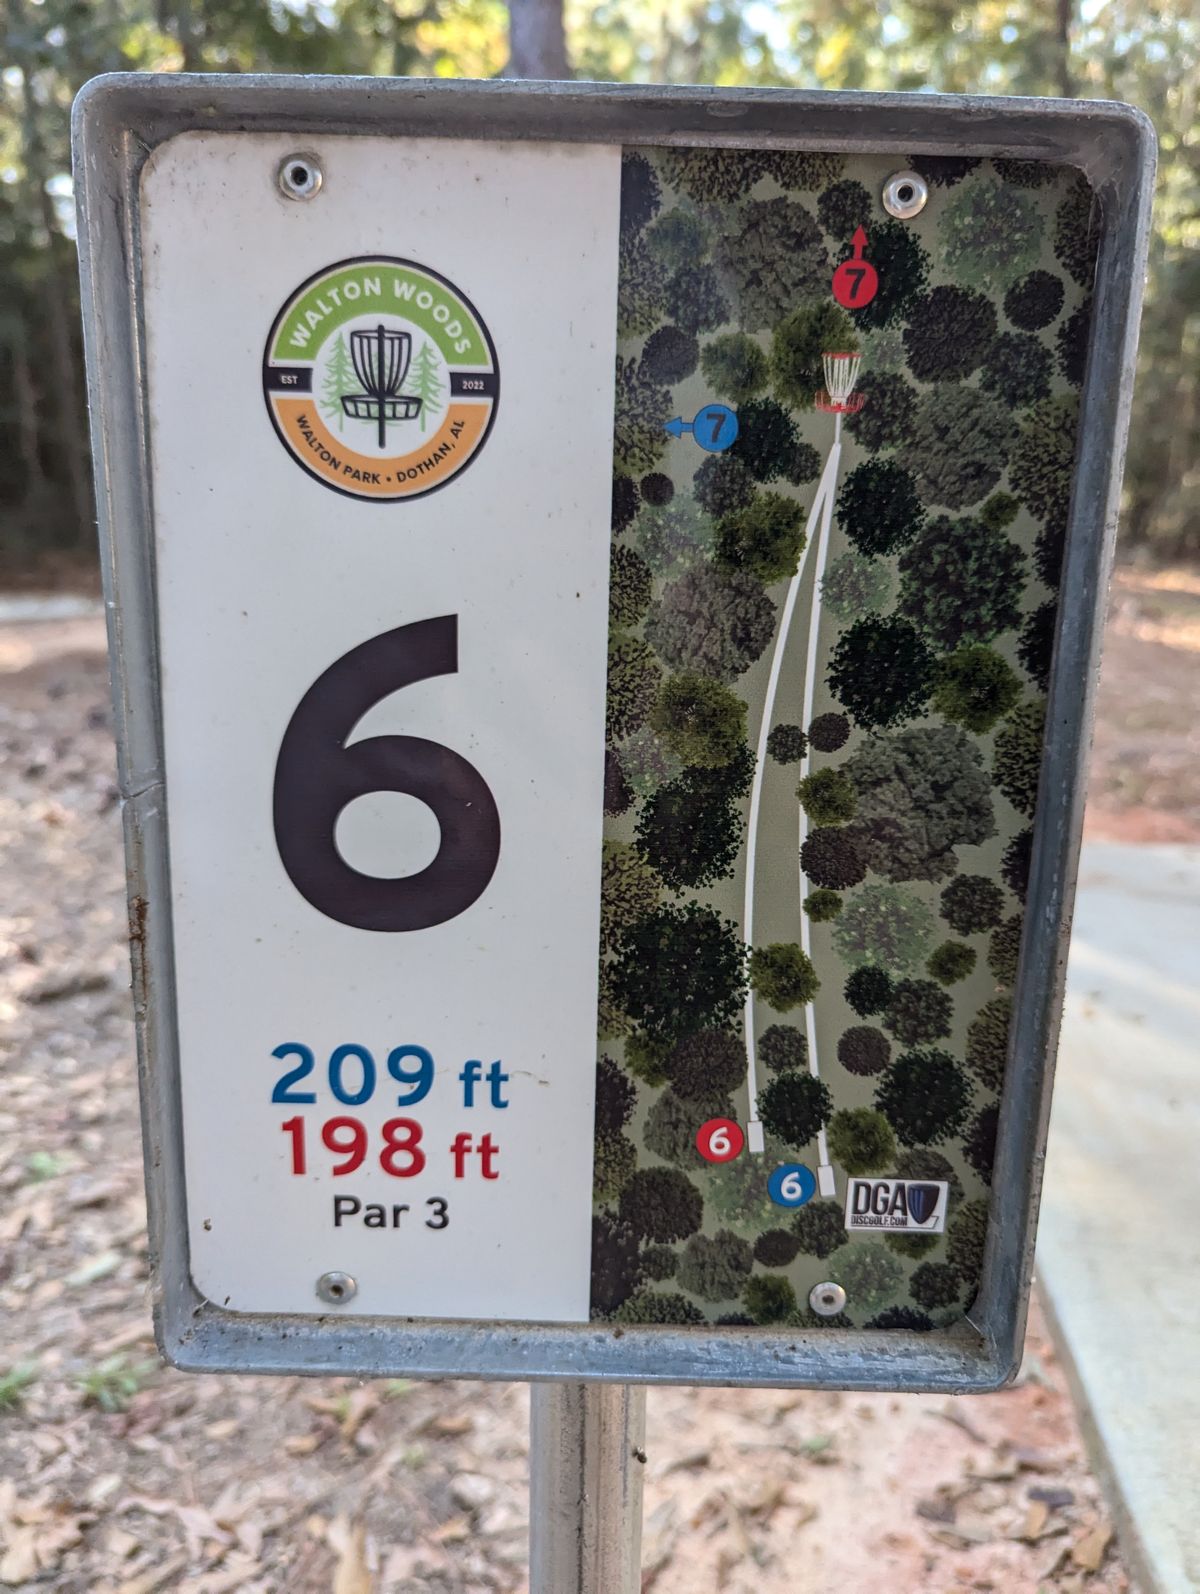 WALTON WOODS
EST
2022
WALTON PARK • DOTHAN, AL
6
209 ft
198 ft
Par 3
7
7
6
6
DGA
DISCGOLF.COM